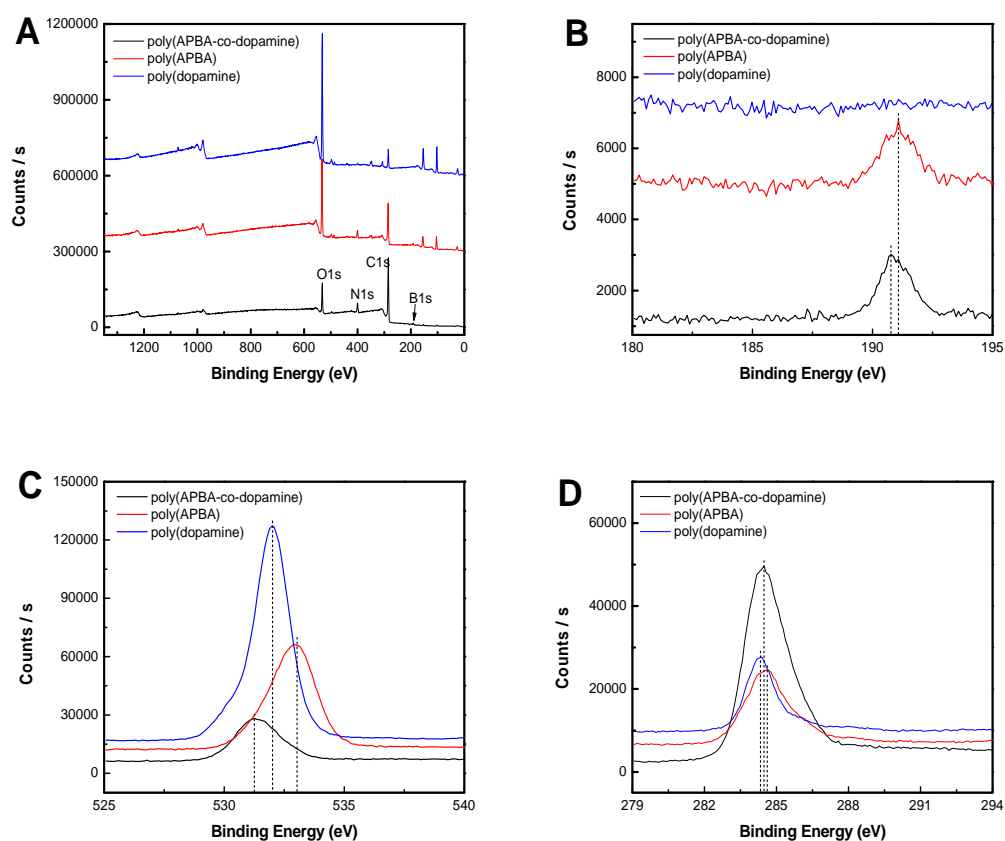 A
poly(APBA-co-dopamine)
poly(APBA)
poly(dopamine)
Counts / s
1200000
900000
600000
300000
0
O1s
N1s
C1s
B1s
1200 1000 800 600 400 200 0
Binding Energy (eV)
B
poly(APBA-co-dopamine)
poly(APBA)
poly(dopamine)
Counts / s
8000
6000
4000
2000
180 185 190 195
Binding Energy (eV)
C
poly(APBA-co-dopamine)
poly(APBA)
poly(dopamine)
Counts / s
150000
120000
90000
60000
30000
0
525 530 535 540
Binding Energy (eV)
D
poly(APBA-co-dopamine)
poly(APBA)
poly(dopamine)
Counts / s
60000
40000
20000
0
279 282 285 288 291 294
Binding Energy (eV)